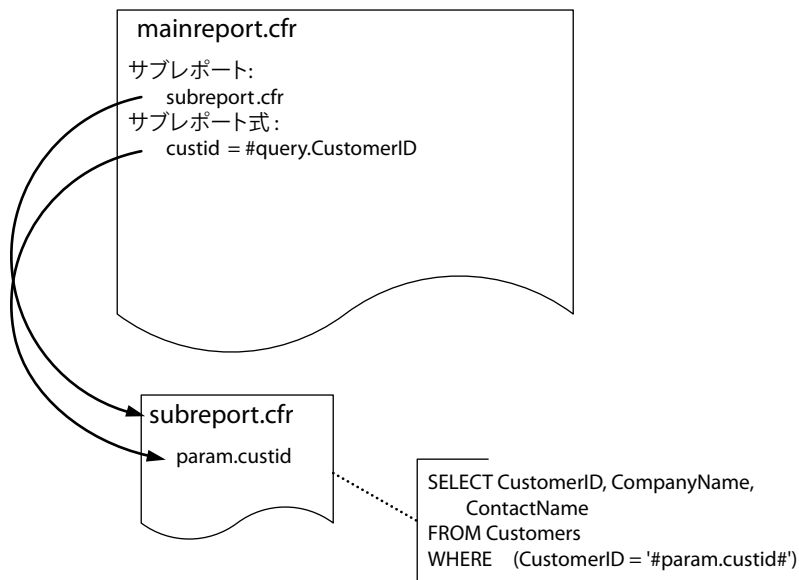 mainreport.cfr
サブレポート:
subreport.cfr
サブレポート式 :
custid = #query.CustomerID
subreport.cfr
param.custid
SELECT CustomerID, CompanyName,
ContactName
FROM Customers
WHERE (CustomerID = '#param.custid#')